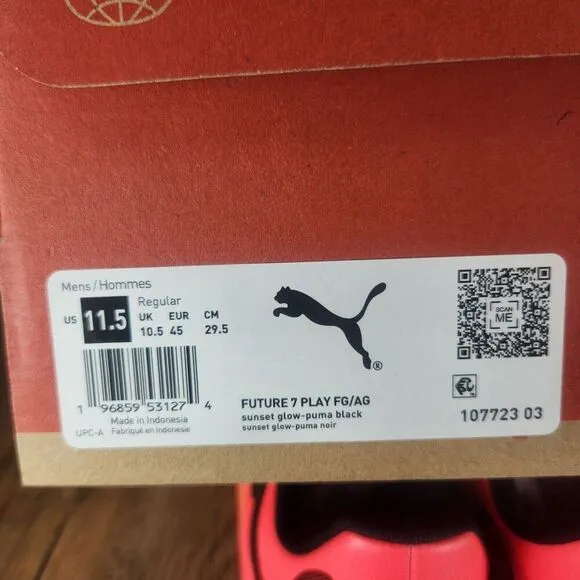 Mens/Hommes
Regular
US 11.5 UK EUR CM
10.5 45 29.5
1 96859 53127 4
Made in Indonesia
UPC-A Fabriqué en Indonesie
®
FUTURE 7 PLAY FG/AG
sunset glow-puma black
sunset glow-puma noir
SCAN
ME
107723 03